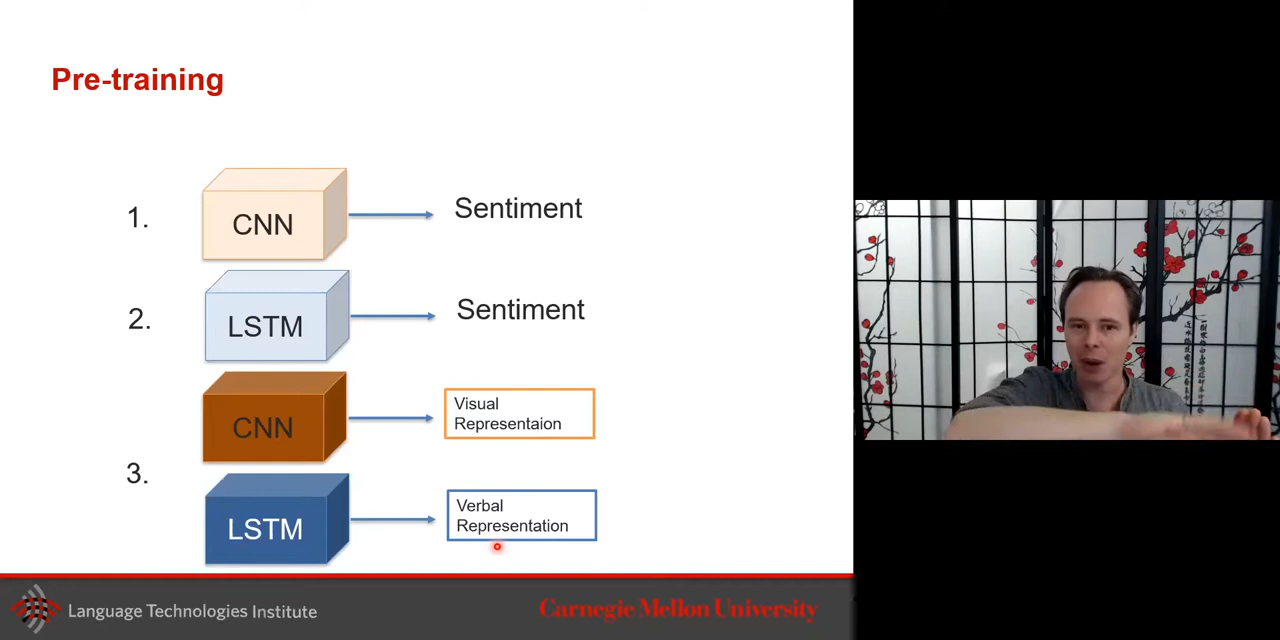 Pre-training
1.
CNN
Sentiment
2.
LSTM
Sentiment
CNN
Visual
Representaion
3.
LSTM
Verbal
Representation
Language Technologies Institute
Carnegie Mellon University